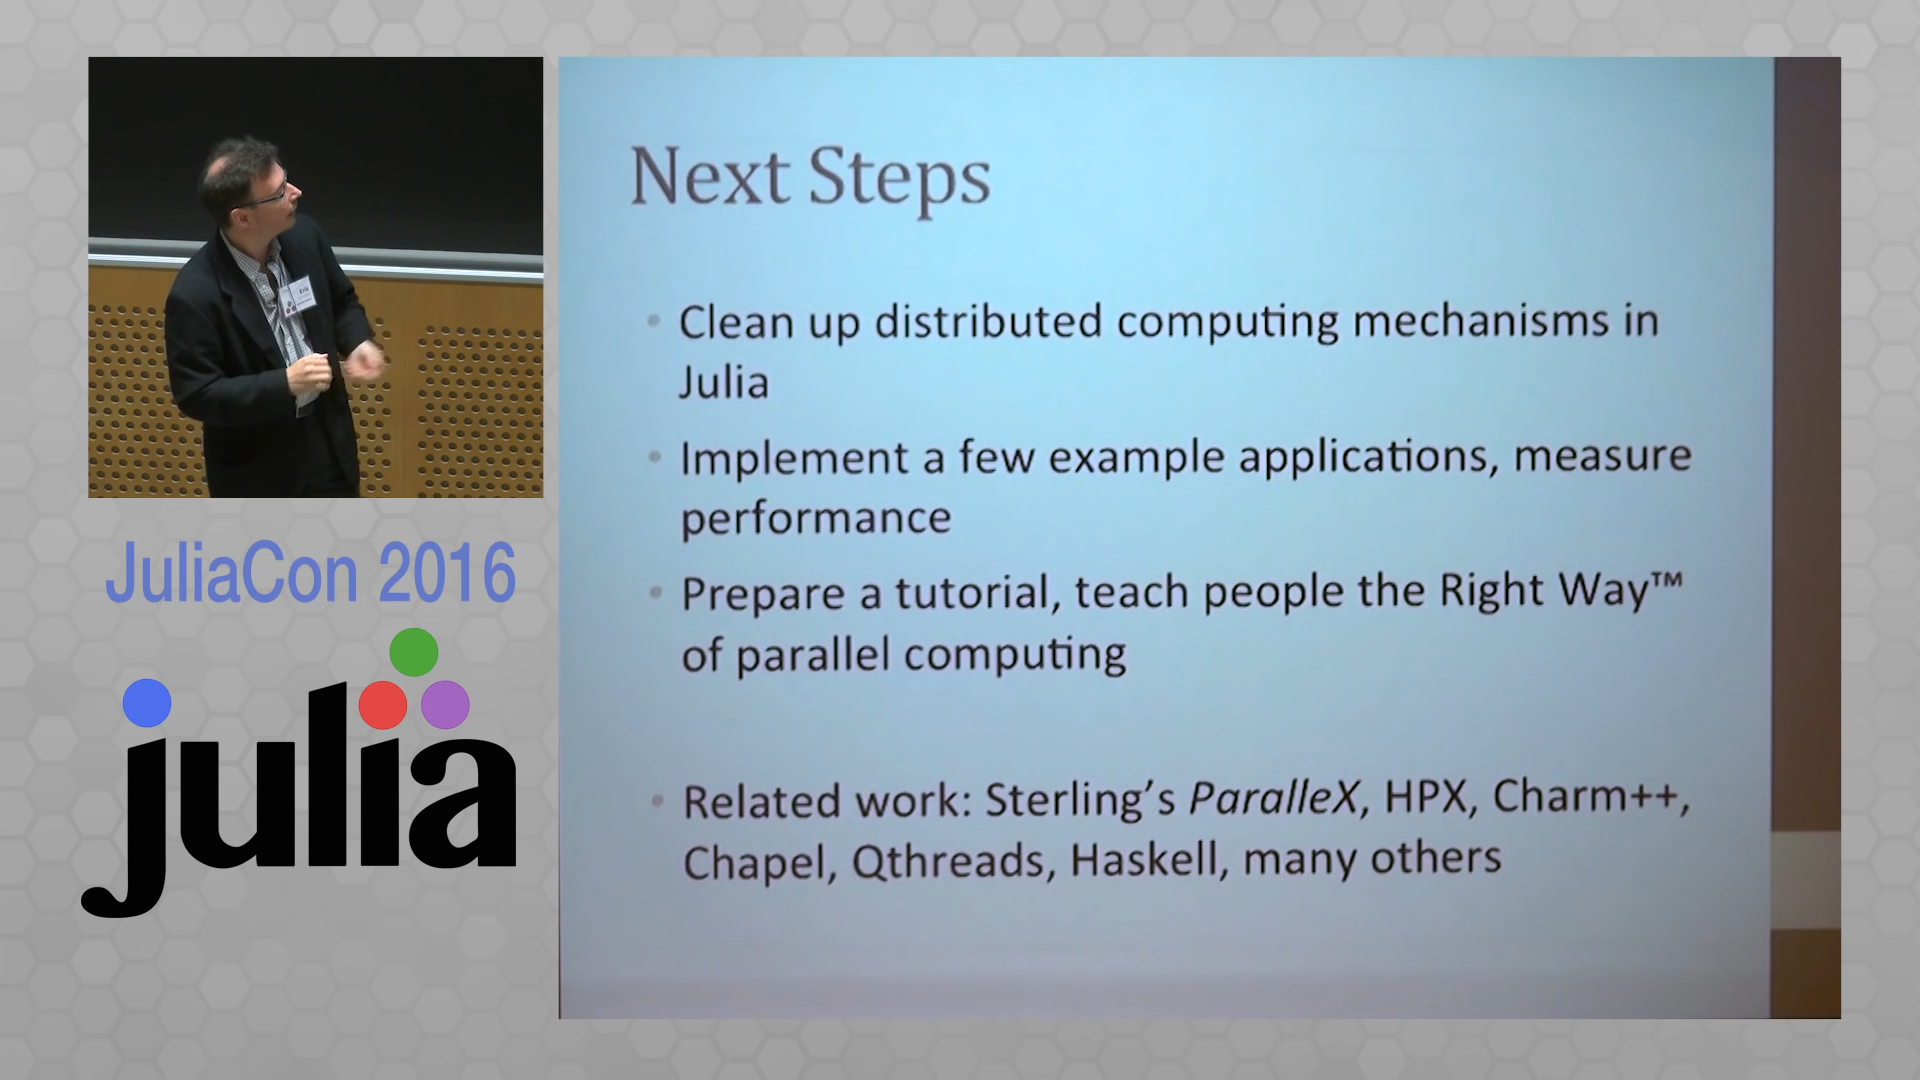 Erik
JuliaCon 2016
julia
Next Steps
• Clean up distributed computing mechanisms in
Julia
• Implement a few example applications, measure
performance
• Prepare a tutorial, teach people the Right Way™
of parallel computing
• Related work: Sterling’s ParalleX, HPX, Charm++,
Chapel, Qthreads, Haskell, many others